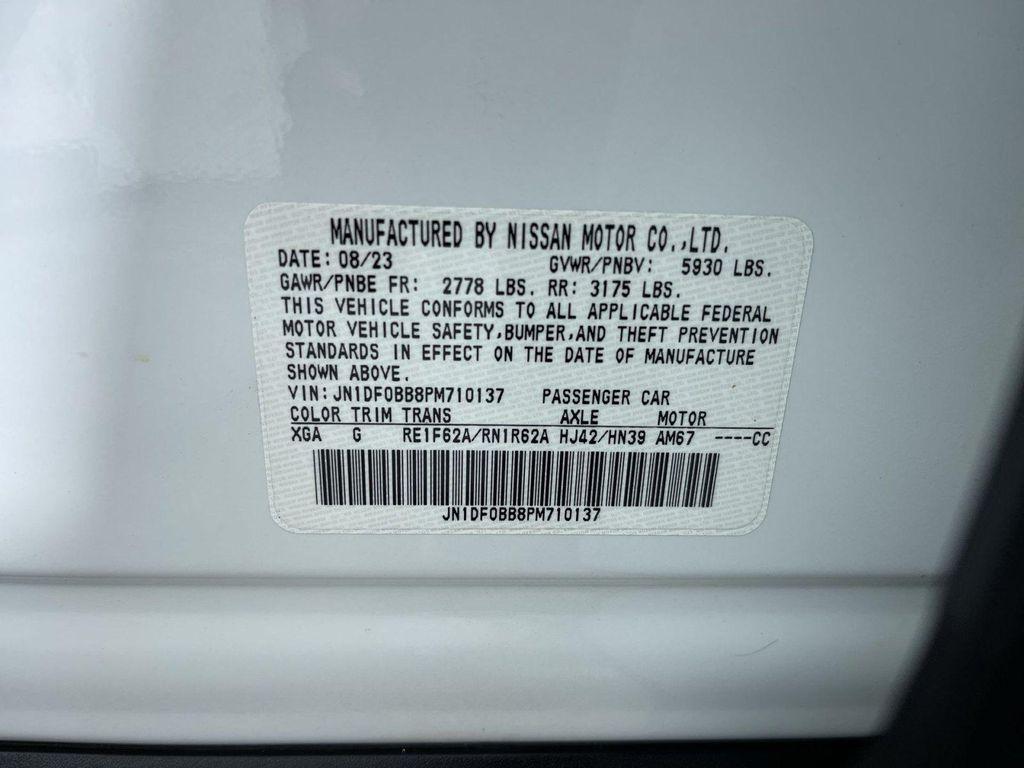 MANUFACTURED BY NISSAN MOTOR CO.,LTD.
DATE: 08/23 GVWR/PNBV: 5930 LBS.
GAWR/PNBE FR: 2778 LBS. RR: 3175 LBS.
THIS VEHICLE CONFORMS TO ALL APPLICABLE FEDERAL
MOTOR VEHICLE SAFETY,BUMPER,AND THEFT PREVENTION
STANDARDS IN EFFECT ON THE DATE OF MANUFACTURE
SHOWN ABOVE.
VIN:JN1DF0BB8PM710137 PASSENGER CAR
COLOR TRIM TRANS AXLE MOTOR
XGA G RE1F62A/RN1R62A HJ42/HN39 AM67 ----CC
JN1DF0BB8PM710137